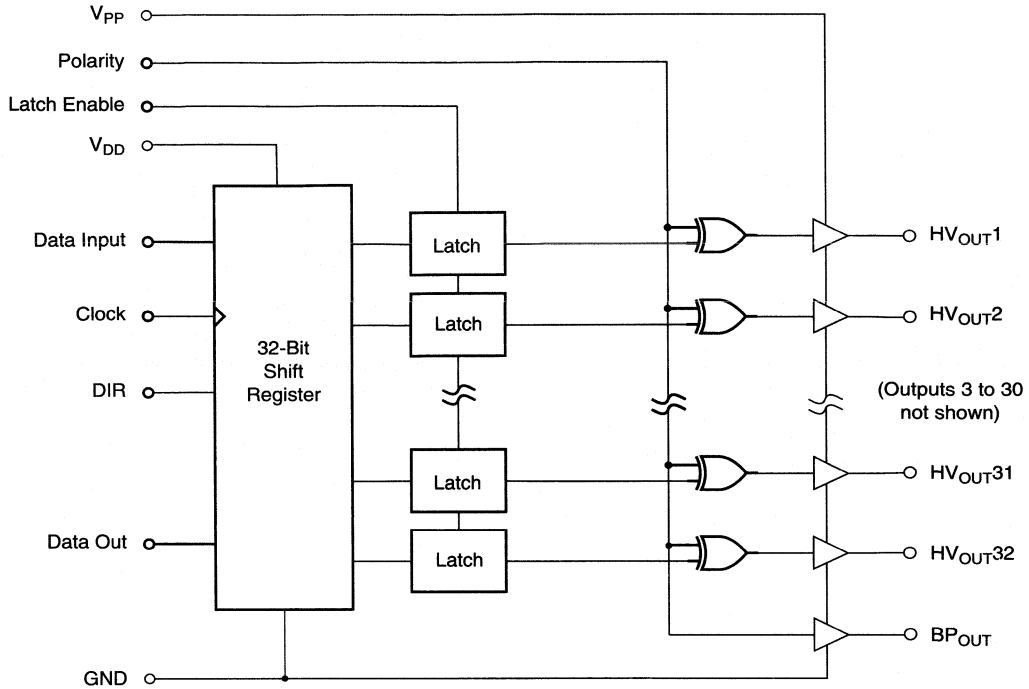 VPP
Polarity
Latch Enable
VDD
Data Input
Clock
DIR
Data Out
GND
32-Bit
Shift
Register
Latch
Latch
Latch
Latch
HVOUT1
HVOUT2
(Outputs 3 to 30
not shown)
HVOUT31
HVOUT32
BPOUT